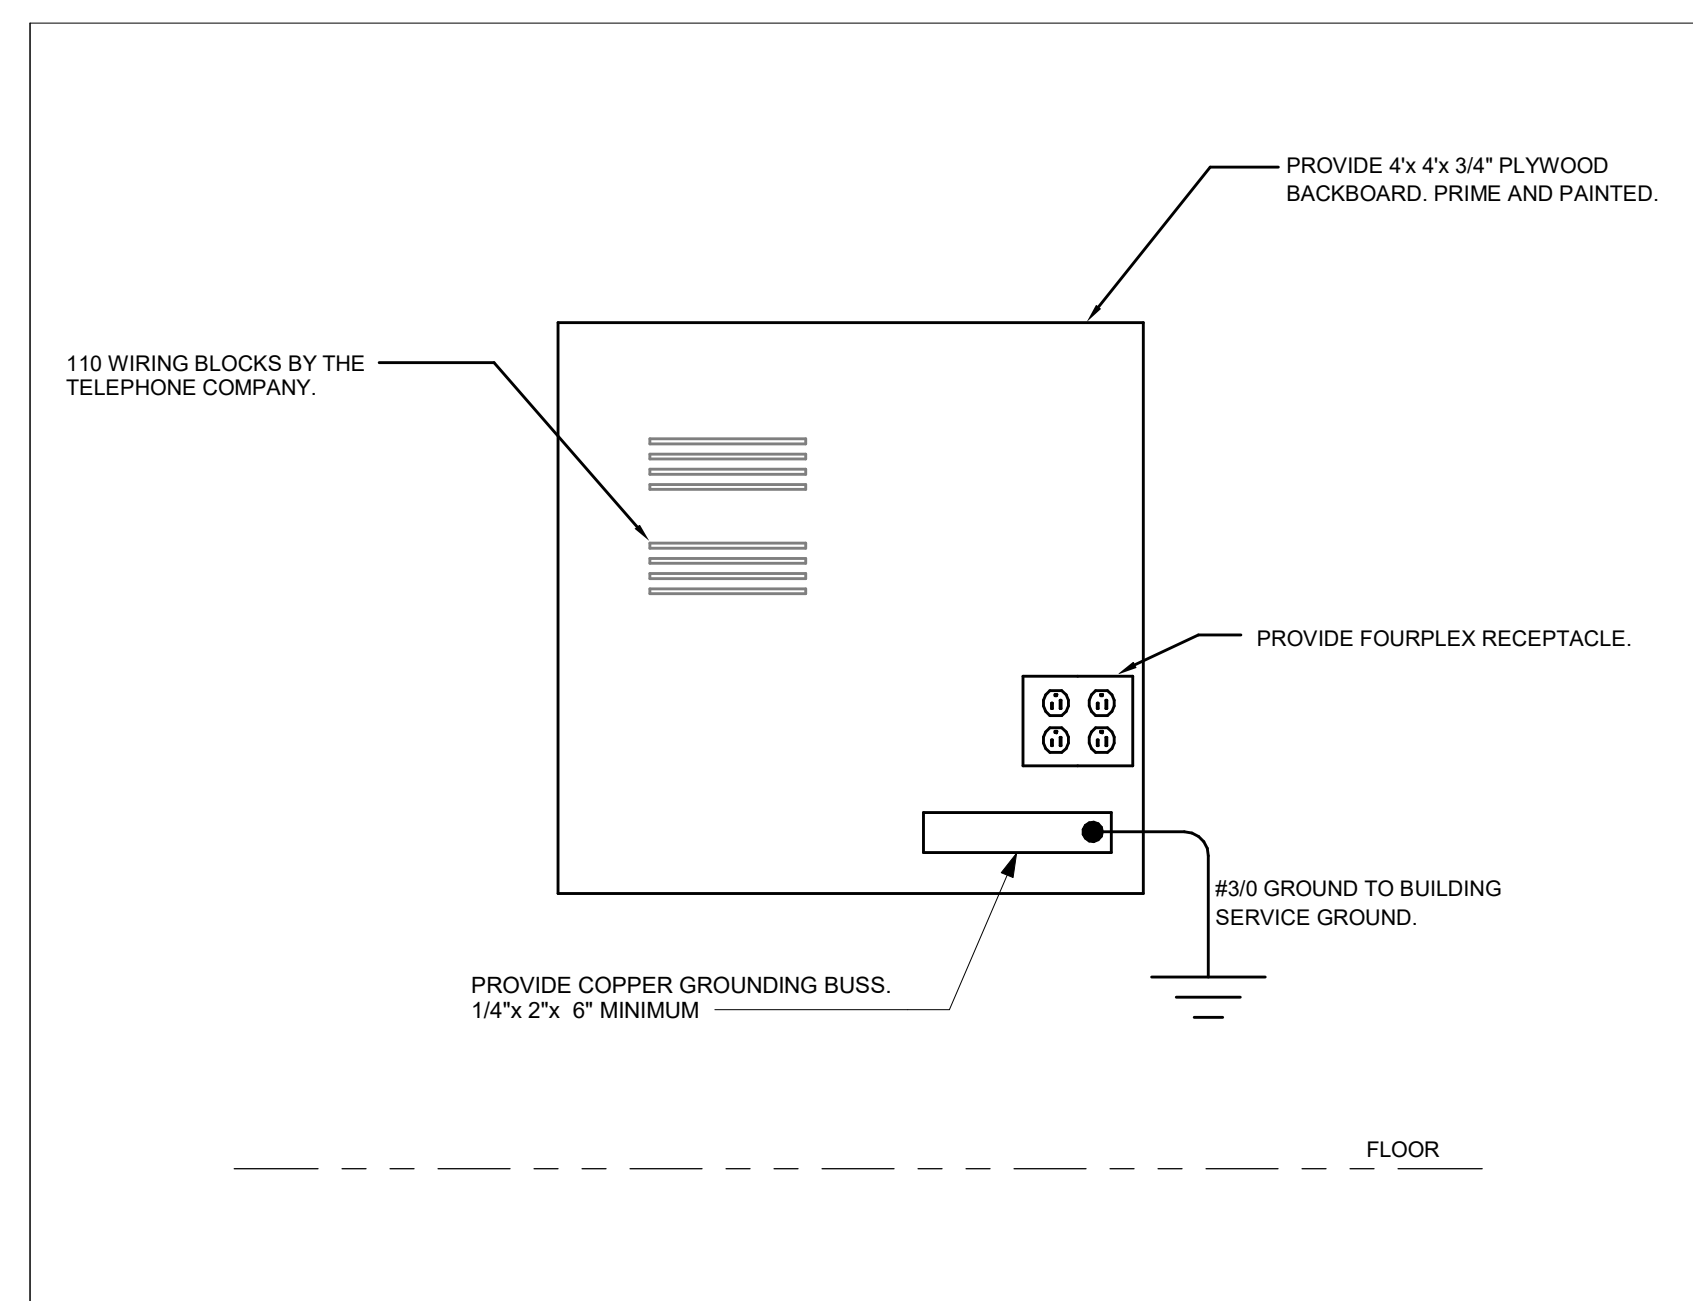 PROVIDE 4'x 4'x 3/4" PLYWOOD
BACKBOARD. PRIME AND PAINTED.
110 WIRING BLOCKS BY THE
TELEPHONE COMPANY.
PROVIDE FOURPLEX RECEPTACLE.
#3/0 GROUND TO BUILDING
SERVICE GROUND.
PROVIDE COPPER GROUNDING BUSS.
1/4"x 2"x  6" MINIMUM
FLOOR